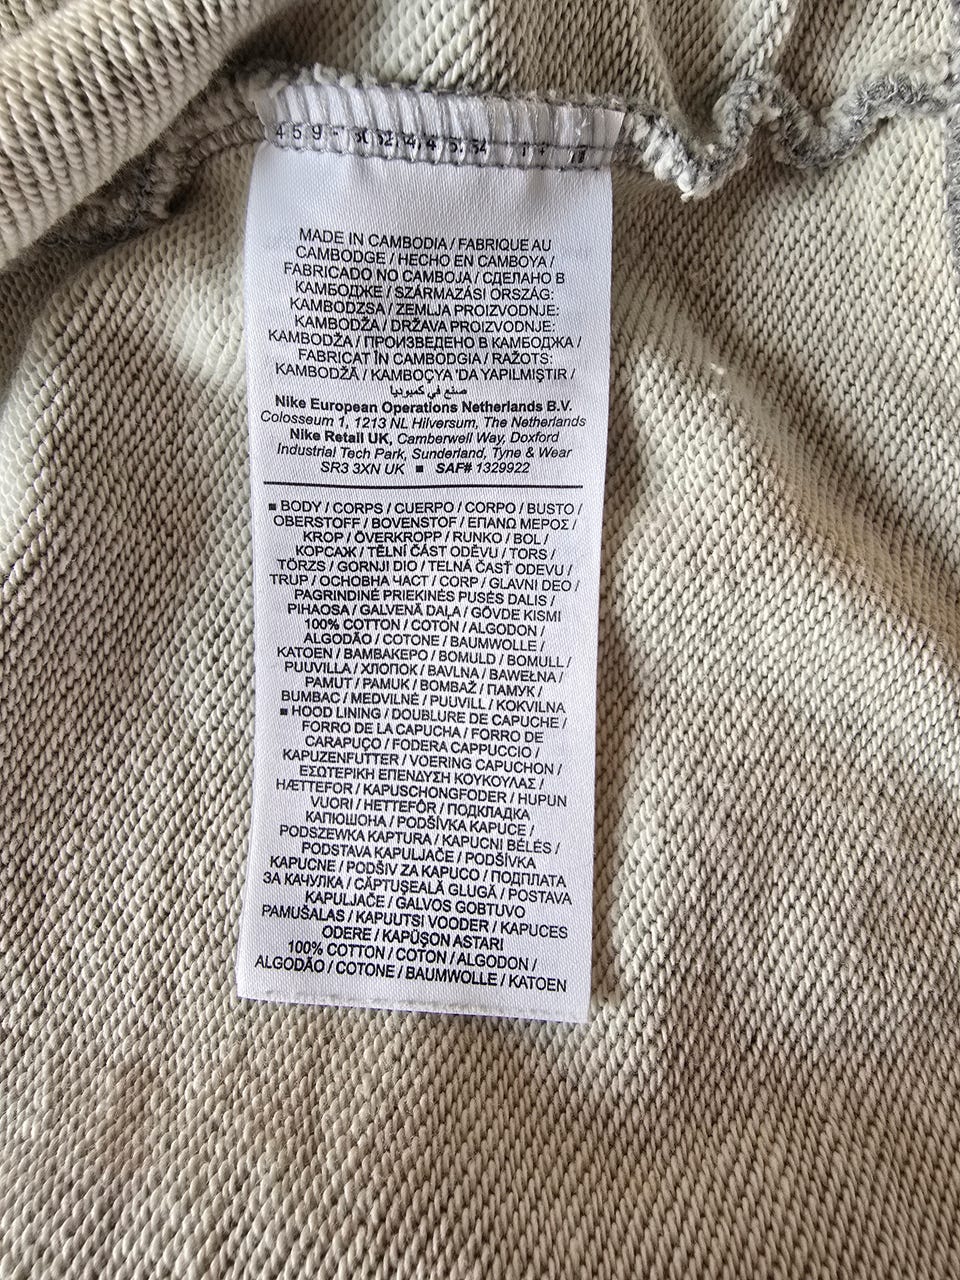 4 5 9 -
MADE IN CAMBODIA / FABRIQUE AU
CAMBODGE / HECHO EN CAMBOYA /
FABRICADO NO CAMBOJA / СДЕЛАНО В
КАМБОДЖЕ / SZÁRMAZÁSI ORSZÁG:
KAMBODZSA / ZEMLJA PROIZVODNJE:
KAMBODŽA / DRŽAVA PROIZVODNJE:
KAMBODŽA / ПРОИЗВЕДЕНО В КАМБОДЖА /
FABRICAT ÎN CAMBODGIA / RAŽOTS:
KAMBODŽĀ / KAMBOÇYA 'DA YAPILMIŞTIR /
صنع في كمبوديا
Nike European Operations Netherlands B.V.
Colosseum 1, 1213 NL Hilversum, The Netherlands
Nike Retail UK, Camberwell Way, Doxford
Industrial Tech Park, Sunderland, Tyne & Wear
SR3 3XN UK ■ SAF# 1329922
■ BODY / CORPS / CUERPO / CORPO / BUSTO /
OBERSTOFF / BOVENSTOF / ΕΠΑΝΩ ΜΕΡΟΣ /
KROP / ÖVERKROPP / RUNKO / BOL /
КОРСАЖ / TĚLNÍ ČÁST ODĚVU / TORS /
TÖRZS / GORNJI DIO / TELNÁ ČASŤ ODEVU /
TRUP / ОСНОВНА ЧАСТ / CORP / GLAVNI DEO /
PAGRINDINĖ PRIEKINĖS PUSĖS DALIS /
PIHAOSA / GALVENĀ DAĻA / GÖVDE KISMI
100% COTTON / COTON / ALGODON /
ALGODÃO / COTONE / BAUMWOLLE /
KATOEN / ΒΑΜΒΑΚΕΡΟ / BOMULD / BOMULL /
PUUVILLA / ХЛОПОК / BAVLNA / BAWEŁNA /
PAMUT / PAMUK / BOMBAŽ / ПАМУК /
BUMBAC / MEDVILNĖ / PUUVILL / KOKVILNA
■ HOOD LINING / DOUBLURE DE CAPUCHE /
FORRO DE LA CAPUCHA / FORRO DE
CARAPUÇO / FODERA CAPPUCCIO /
KAPUZENFUTTER / VOERING CAPUCHON /
ΕΣΩΤΕΡΙΚΗ ΕΠΕΝΔΥΣΗ ΚΟΥΚΟΥΛΑΣ /
HÆTTEFOR / KAPUSCHONGFODER / HUPUN
VUORI / HETTEFÔR / ПОДКЛАДКА
КАПЮШОНА / PODŠÍVKA KAPUCE /
PODSZEWKA KAPTURA / KAPUCNI BÉLÉS /
PODSTAVA KAPULJAČE / PODŠÍVKA
KAPUCNE / PODŠIV ZA KAPUCO / ПОДПЛАТА
ЗА КАЧУЛКА / CĂPTUŞEALĂ GLUGĂ / POSTAVA
KAPULJAČE / GALVOS GOBTUVO
PAMUŠALAS / KAPUUTSI VOODER / KAPUCES
ODERE / KAPÜŞON ASTARI
100% COTTON / COTON / ALGODON /
ALGODÃO / COTONE / BAUMWOLLE / KATOEN